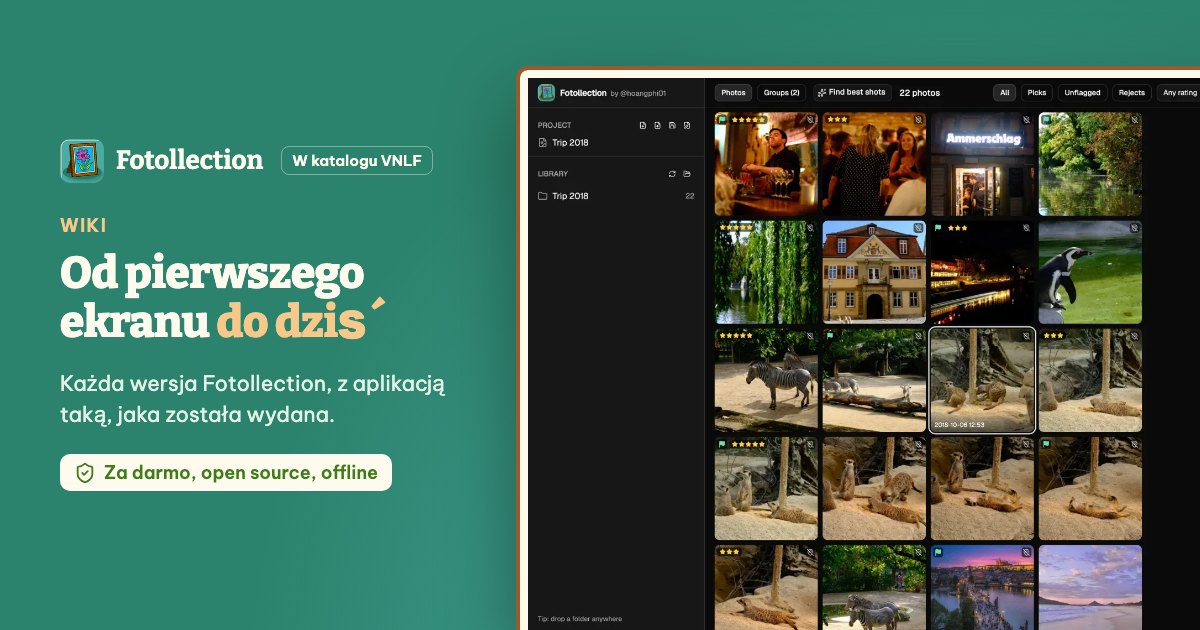 Fotollection
W katalogu VNLF
WIKI
Od pierwszego
ekranu do dziś
Każda wersja Fotollection, z aplikacją
taką, jaka została wydana.
Za darmo, open source, offline
Fotollection by @hoangphi01
PROJECT
Trip 2018
LIBRARY
Trip 2018 22
Tip: drop a folder anywhere
Photos Groups (2) Find best shots 22 photos All Picks Unflagged Rejects Any rating
Ammerschlag
2018-10-06 12:53